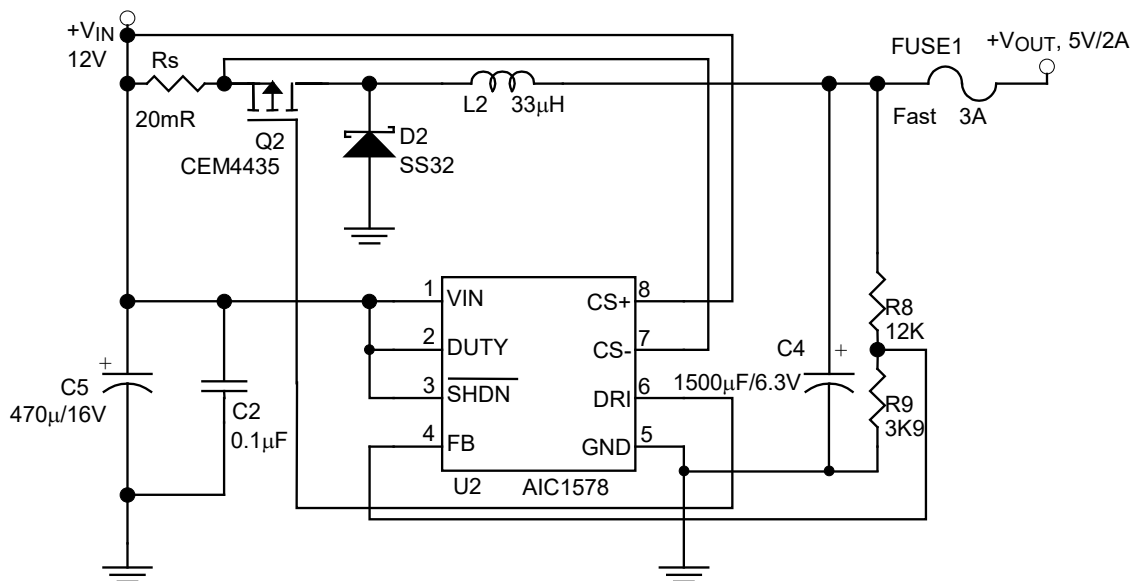 +VIN
12V
Rs
20mR
Q2
CEM4435
D2
SS32
L2 33μH
FUSE1
Fast 3A
+VOUT, 5V/2A
1 VIN
2 DUTY
3 SHDN
4 FB
CS+ 8
CS- 7
DRI 6
GND 5
U2 AIC1578
+
C5
470μ/16V
C2
0.1μF
C4 +
1500μF/6.3V
R8
12K
R9
3K9